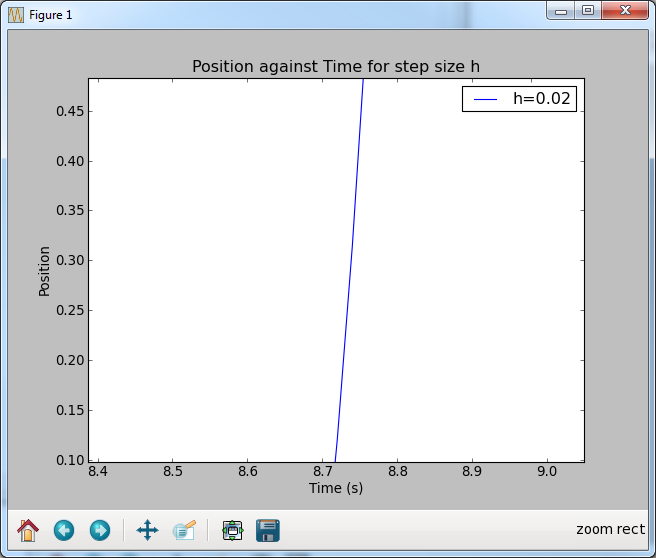 Figure 1
Position against Time for step size h
h=0.02
0.45
0.40
0.35
0.30
0.25
0.20
0.15
0.10
Position
8.4 8.5 8.6 8.7 8.8 8.9 9.0
Time (s)
zoom rect